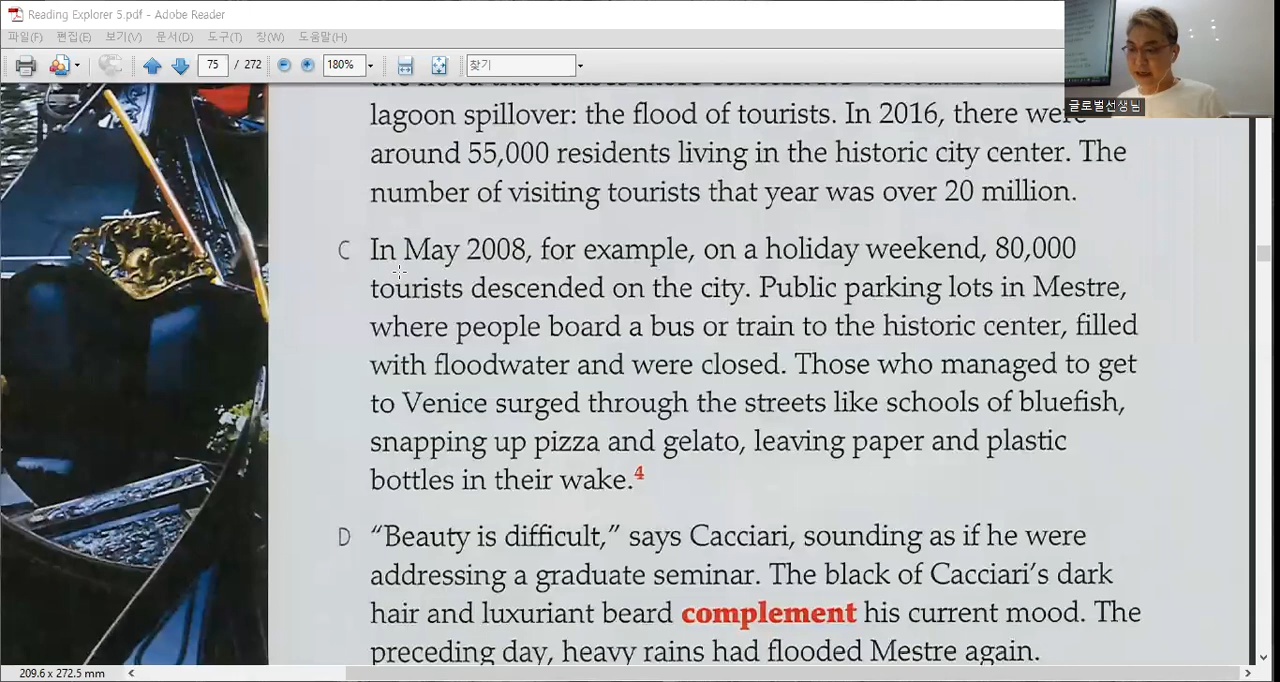 Reading Explorer 5.pdf - Adobe Reader
파일(F) 편집(E) 보기(V) 문서(D) 도구(T) 창(W) 도움말(H)
75 / 272 180% 찾기
글로벌선생님
lagoon spillover: the flood of tourists. In 2016, there were
around 55,000 residents living in the historic city center. The
number of visiting tourists that year was over 20 million.
C In May 2008, for example, on a holiday weekend, 80,000
tourists descended on the city. Public parking lots in Mestre,
where people board a bus or train to the historic center, filled
with floodwater and were closed. Those who managed to get
to Venice surged through the streets like schools of bluefish,
snapping up pizza and gelato, leaving paper and plastic
bottles in their wake.4
D “Beauty is difficult,” says Cacciari, sounding as if he were
addressing a graduate seminar. The black of Cacciari’s dark
hair and luxuriant beard complement his current mood. The
preceding day, heavy rains had flooded Mestre again.
209.6 x 272.5 mm